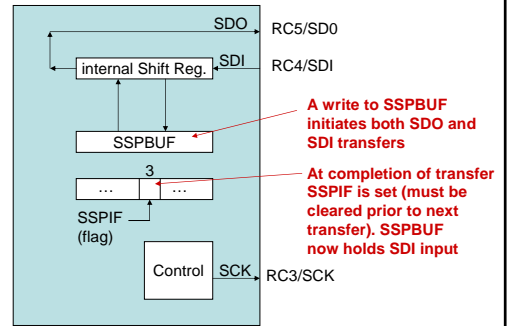 SDO RC5/SD0
SDI RC4/SDI
internal Shift Reg.
A write to SSPBUF
initiates both SDO and
SDI transfers
SSPBUF
3
... ...
At completion of transfer
SSPIF is set (must be
cleared prior to next
transfer). SSPBUF
now holds SDI input
SSPIF
(flag)
Control SCK RC3/SCK